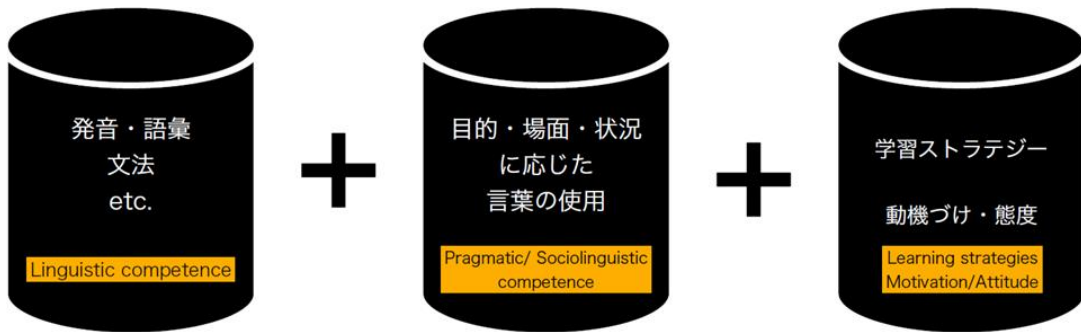 発音・語彙
文法
etc.
Linguistic competence
+
目的・場面・状況
に応じた
言葉の使用
Pragmatic/ Sociolinguistic
competence
+
学習ストラテジー
動機づけ・態度
Learning strategies
Motivation/Attitude